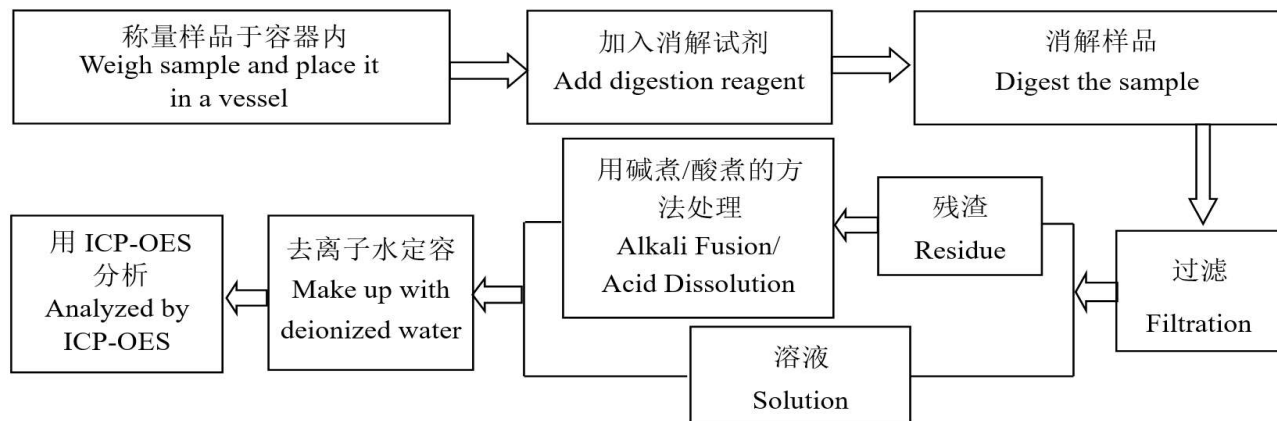 称量样品于容器内
Weigh sample and place it
in a vessel
加入消解试剂
Add digestion reagent
消解样品
Digest the sample
过滤
Filtration
残渣
Residue
用碱煮/酸煮的方
法处理
Alkali Fusion/
Acid Dissolution
溶液
Solution
去离子水定容
Make up with
deionized water
用 ICP-OES
分析
Analyzed by
ICP-OES